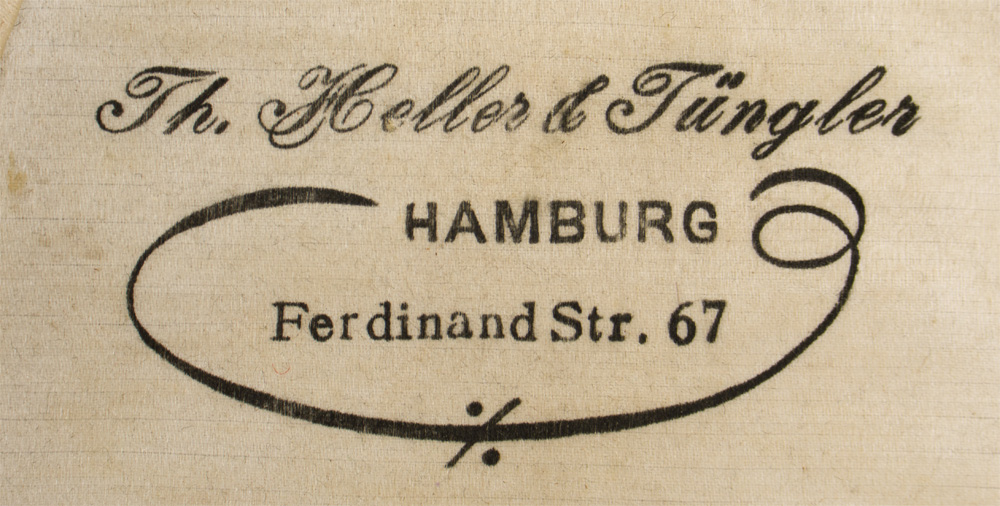 Th. Heller & Tüngler
HAMBURG
Ferdinand Str. 67